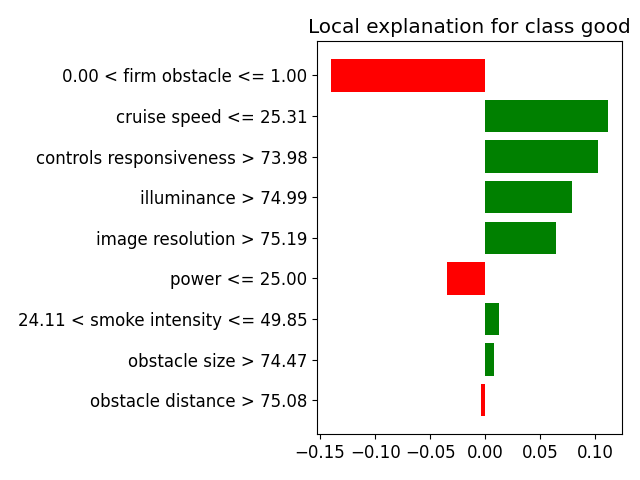 Local explanation for class good
0.00 < firm obstacle <= 1.00
cruise speed <= 25.31
controls responsiveness > 73.98
illuminance > 74.99
image resolution > 75.19
power <= 25.00
24.11 < smoke intensity <= 49.85
obstacle size > 74.47
obstacle distance > 75.08
−0.15 −0.10 −0.05 0.00 0.05 0.10